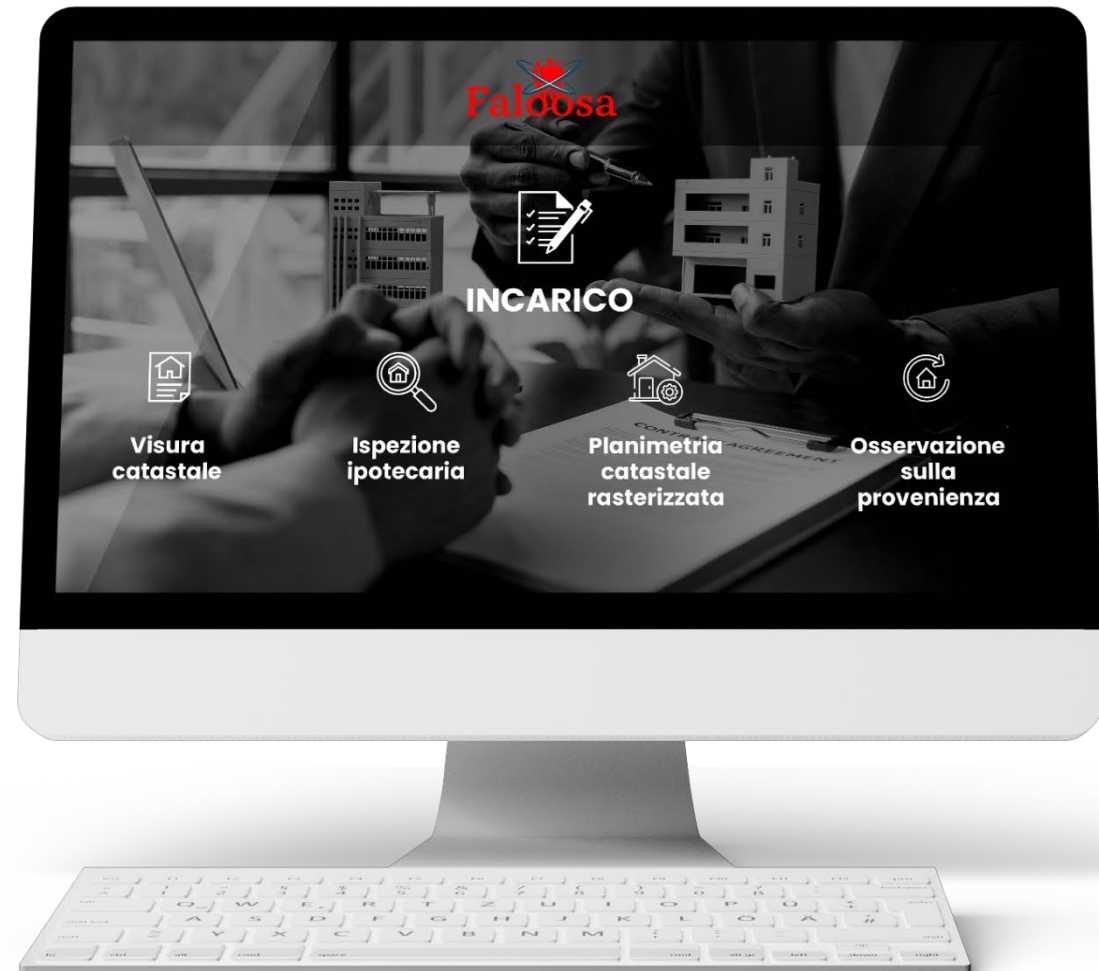 Faloosa
INCARICO
Visura
catastale
Ispezione
ipotecaria
Planimetria
catastale
rasterizzata
Osservazione
sulla
provenienza
Q W E R T Z U I O P Ü
A S D F G H J K L Ö Ä
Y X C V B N M